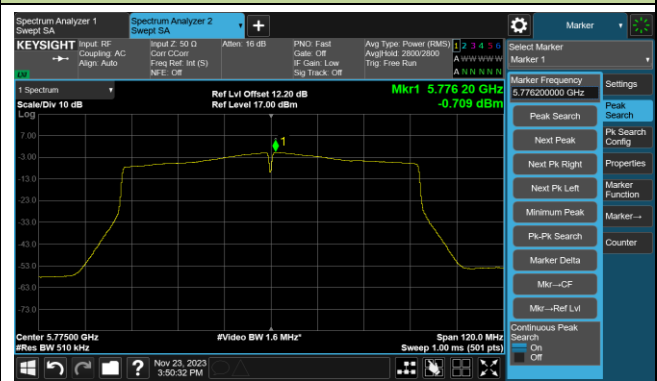 Spectrum Analyzer 1
Swept SA
Spectrum Analyzer 2
Swept SA
Marker
KEYSIGHT
Input: RF
Coupling: AC
Align: Auto
Input Z: 50 Ω
Corr CCorr
Freq Ref: Int (S)
NFE: Off
Atten: 16 dB
PNO: Fast
Gate: Off
IF Gain: Low
Sig Track: Off
Avg Type: Power (RMS)
Avg|Hold: 2800/2800
Trig: Free Run
1 2 3 4 5 6
A W W W W W
A N N N N N
Select Marker
Marker 1
1 Spectrum
Scale/Div 10 dB
Log
Ref Lvl Offset 12.20 dB
Ref Level 17.00 dBm
Mkr1 5.776 20 GHz
-0.709 dBm
1
7.00
-3.00
-13.0
-23.0
-33.0
-43.0
-53.0
-63.0
-73.0
Center 5.77500 GHz
#Res BW 510 kHz
#Video BW 1.6 MHz*
Span 120.0 MHz
Sweep 1.00 ms (501 pts)
Marker Frequency
5.776200000 GHz
Peak Search
Next Peak
Next Pk Right
Next Pk Left
Minimum Peak
Pk-Pk Search
Marker Delta
Mkr→CF
Mkr→Ref Lvl
Continuous Peak
Search
On
Off
Settings
Peak
Search
Pk Search
Config
Properties
Marker
Function
Marker→
Counter
Nov 23, 2023
3:50:32 PM